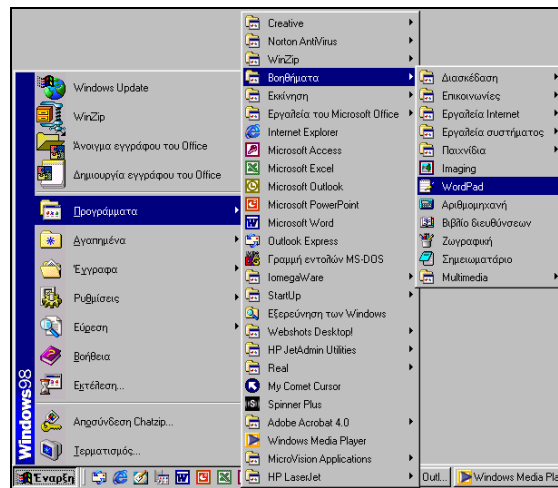 Windows Update
WinZip
Άνοιγμα εγγράφου του Office
Δημιουργία εγγράφου του Office
Προγράμματα
Αγαπημένα
Έγγραφα
Ρυθμίσεις
Εύρεση
Βοήθεια
Εκτέλεση...
Αποσύνδεση Chatzip...
Τερματισμός...
Windows98
Creative
Norton AntiVirus
WinZip
Βοηθήματα
Εκκίνηση
Εργαλεία του Microsoft Office
Internet Explorer
Microsoft Access
Microsoft Excel
Microsoft Outlook
Microsoft PowerPoint
Microsoft Word
Outlook Express
Γραμμή εντολών MS-DOS
IomegaWare
StartUp
Εξερεύνηση των Windows
Webshots Desktop!
HP JetAdmin Utilities
Real
My Comet Cursor
Spinner Plus
Adobe Acrobat 4.0
Windows Media Player
MicroVision Applications
HP LaserJet
Διασκέδαση
Επικοινωνίες
Εργαλεία Internet
Εργαλεία συστήματος
Παιχνίδια
Imaging
WordPad
Αριθμομηχανή
Βιβλίο διευθύνσεων
Ζωγραφική
Σημειωματάριο
Multimedia
Έναρξη
Outl...
Windows Media Pla